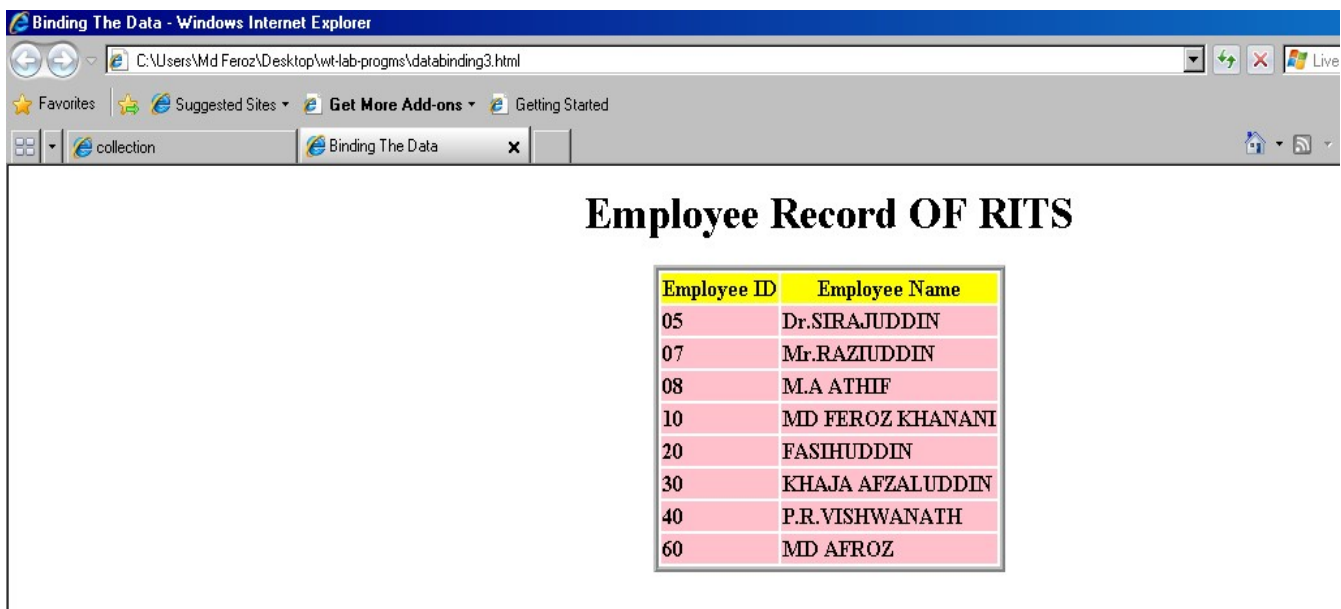 Binding The Data - Windows Internet Explorer
C:\Users\Md Feroz\Desktop\wt-lab-progms\databinding3.html
Live
Favorites Suggested Sites Get More Add-ons Getting Started
collection Binding The Data
Employee Record OF RITS
Employee ID Employee Name
05 Dr.SIRAJUDDIN
07 Mr.RAZIUDDIN
08 M.A ATHIF
10 MD FEROZ KHANANI
20 FASIHUDDIN
30 KHAJA AFZALUDDIN
40 P.R.VISHWANATH
60 MD AFROZ